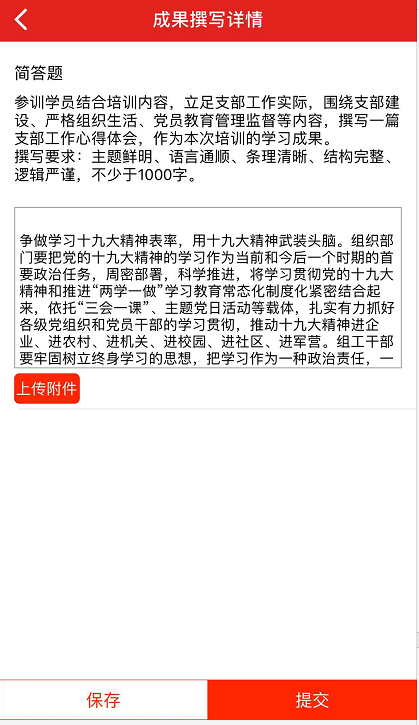 成果撰写详情
简答题
参训学员结合培训内容，立足支部工作实际，围绕支部建
设、严格组织生活、党员教育管理监督等内容，撰写一篇
支部工作心得体会，作为本次培训的学习成果。
撰写要求：主题鲜明、语言通顺、条理清晰、结构完整、
逻辑严谨，不少于1000字。
争做学习十九大精神表率，用十九大精神武装头脑。组织部
门要把党的十九大精神的学习作为当前和今后一个时期的首
要政治任务，周密部署，科学推进，将学习贯彻党的十九大
精神和推进“两学一做”学习教育常态化制度化紧密结合起
来，依托“三会一课”、主题党日活动等载体，扎实有力抓好
各级党组织和党员干部的学习贯彻，推动十九大精神进企
业、进农村、进机关、进校园、进社区、进军营。组工干部
要牢固树立终身学习的思想，把学习作为一种政治责任，一
上传附件
保存
提交